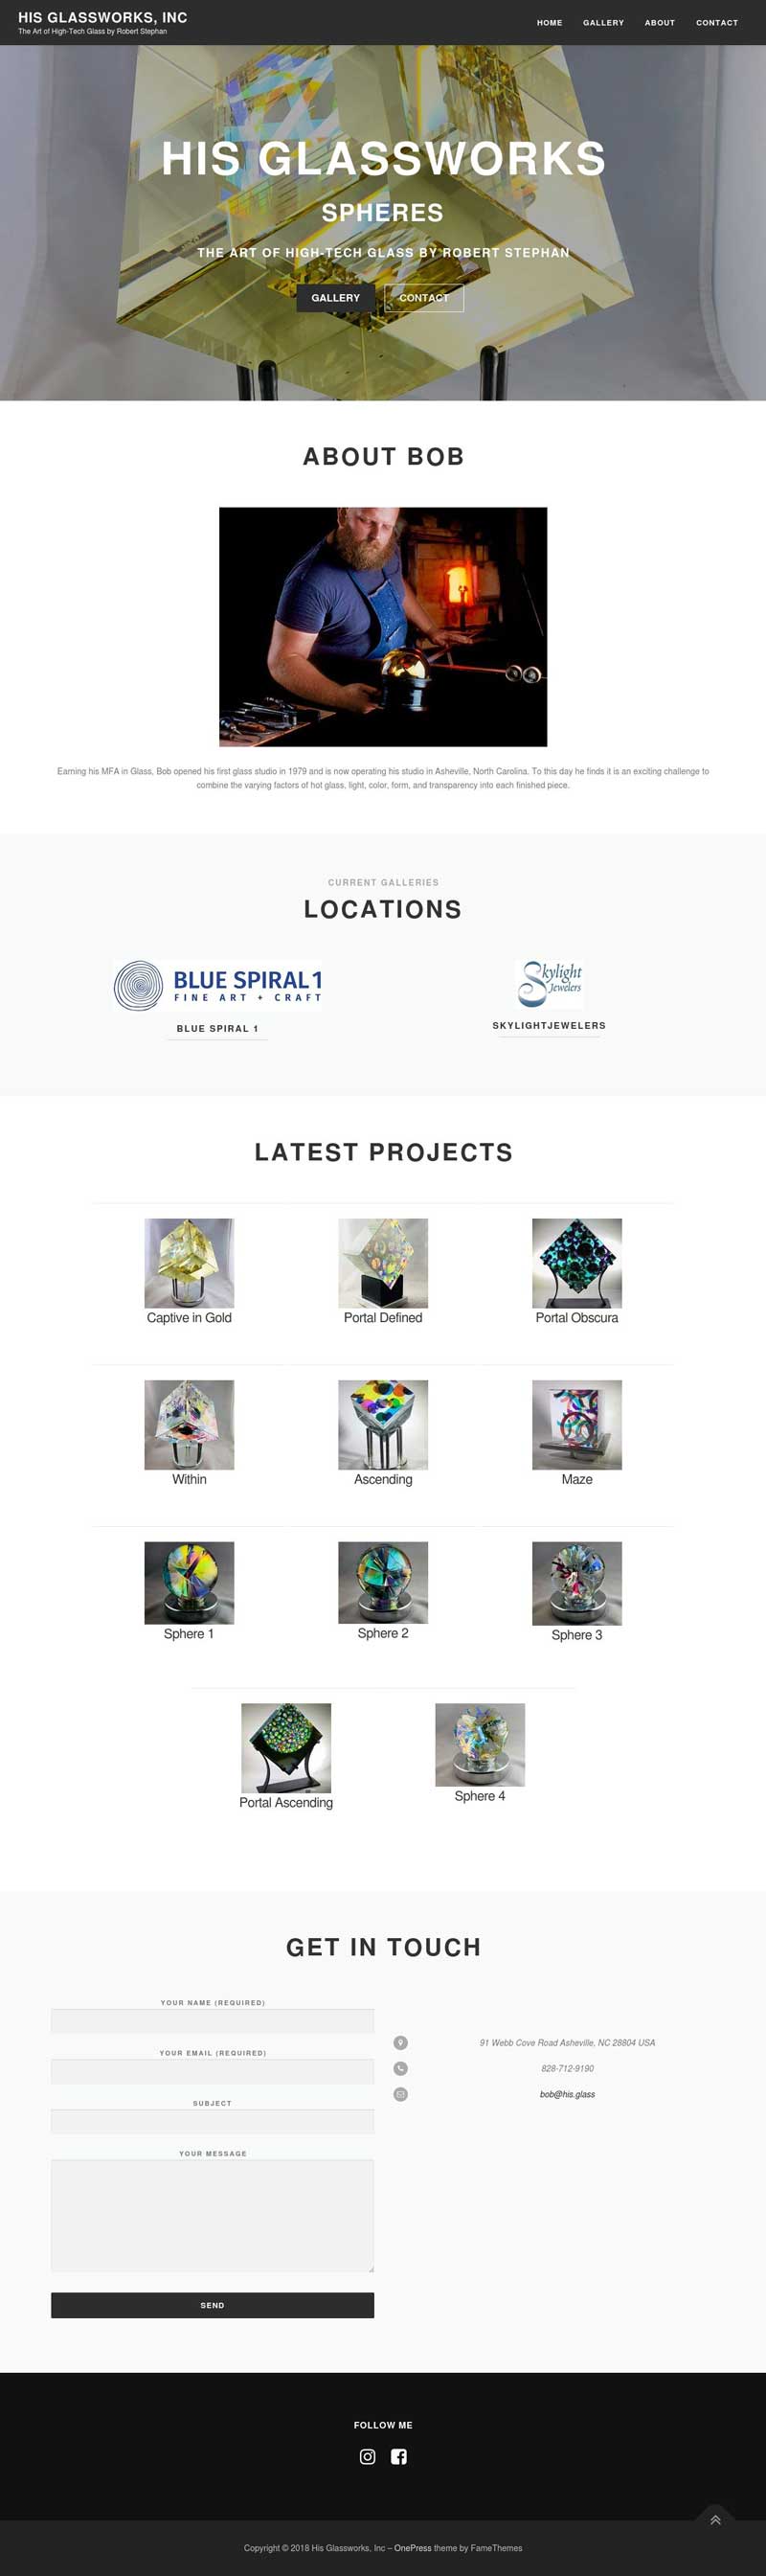 HIS GLASSWORKS, INC
The Art of High-Tech Glass by Robert Stephan
HOME GALLERY ABOUT CONTACT
HIS GLASSWORKS
SPHERES
THE ART OF HIGH-TECH GLASS BY ROBERT STEPHAN
GALLERY CONTACT
ABOUT BOB
Earning his MFA in Glass, Bob opened his first glass studio in 1979 and is now operating his studio in Asheville, North Carolina. To this day he finds it is an exciting challenge to
combine the varying factors of hot glass, light, color, form, and transparency into each finished piece.
CURRENT GALLERIES
LOCATIONS
BLUE SPIRAL 1
FINE ART + CRAFT
BLUE SPIRAL 1
Skylight
Jewelers
SKYLIGHTJEWELERS
LATEST PROJECTS
Captive in Gold Portal Defined Portal Obscura
Within Ascending Maze
Sphere 1 Sphere 2 Sphere 3
Portal Ascending Sphere 4
GET IN TOUCH
YOUR NAME (REQUIRED)
YOUR EMAIL (REQUIRED)
SUBJECT
YOUR MESSAGE
SEND
91 Webb Cove Road Asheville, NC 28804 USA
828-712-9190
bob@his.glass
FOLLOW ME
Copyright © 2018 His Glassworks, Inc – OnePress theme by FameThemes